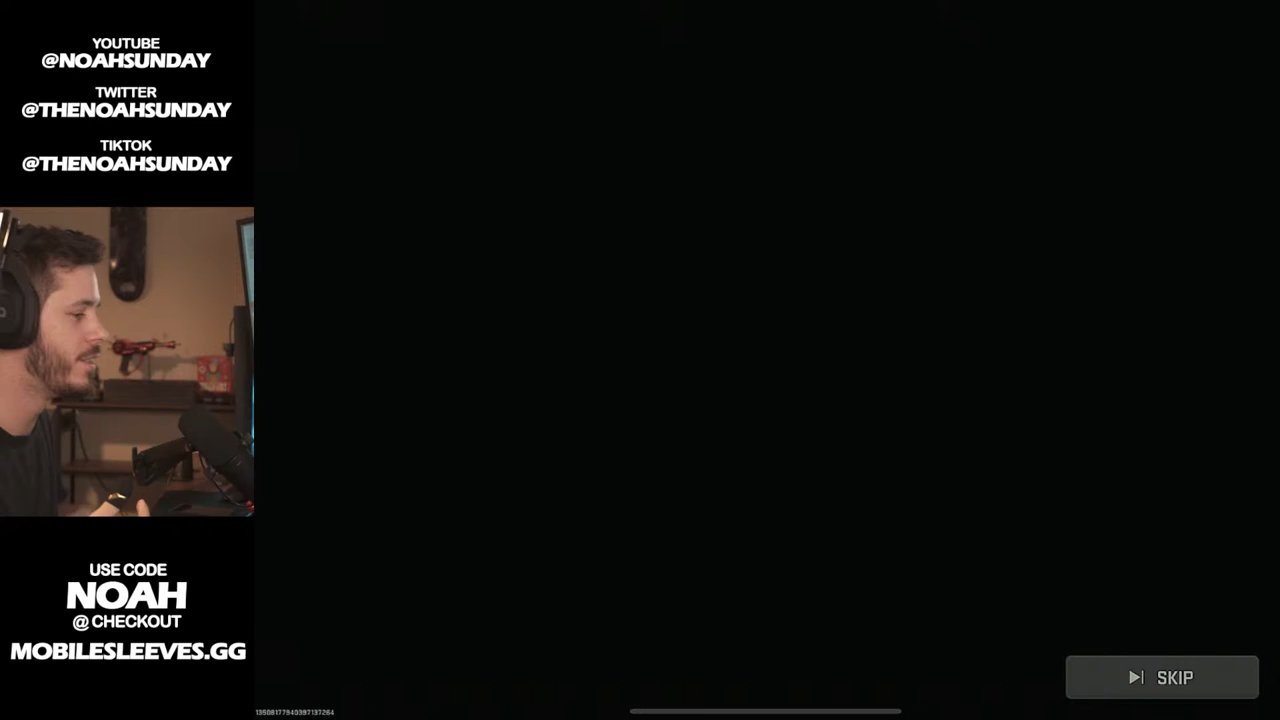 YOUTUBE
@NOAHSUNDAY
TWITTER
@THENOAHSUNDAY
TIKTOK
@THENOAHSUNDAY
USE CODE
NOAH
@ CHECKOUT
MOBILESLEEVES.GG
SKIP